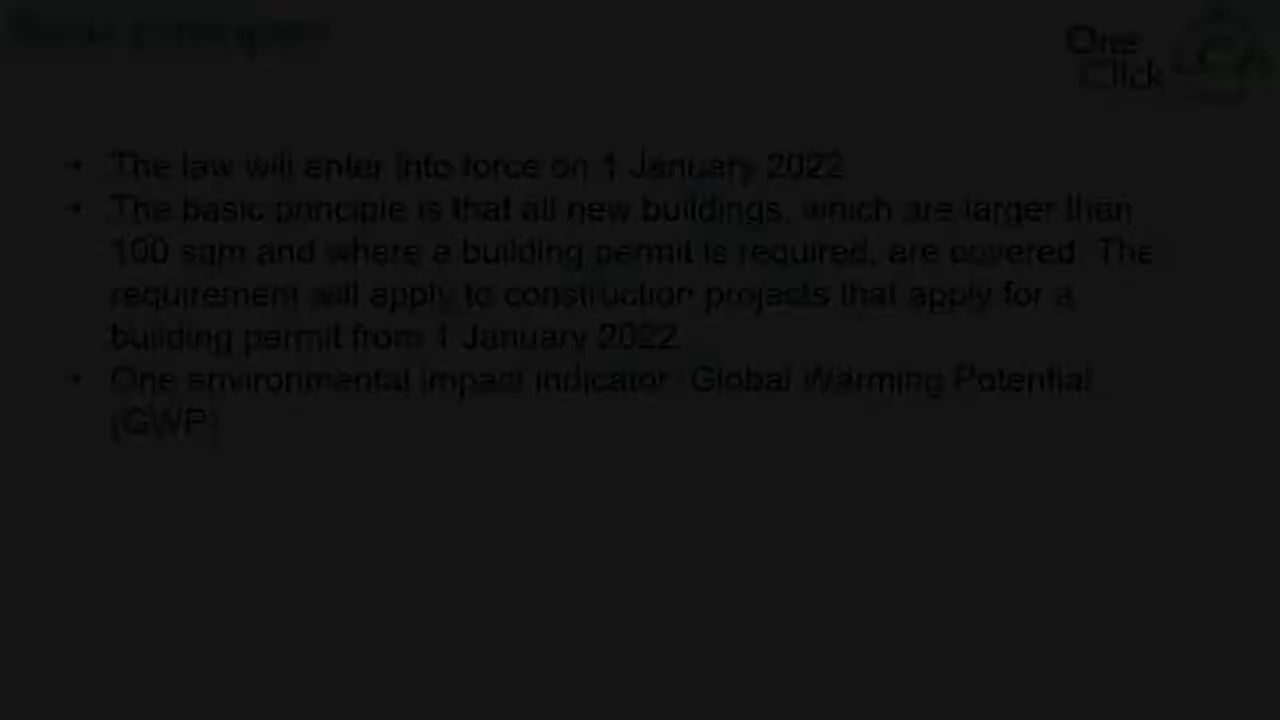 One
Click
LCA
• The law will enter into force on 1 January 2022
• The basic principle is that all new buildings, which are larger than
100 sqm and where a building permit is required, are covered. The
requirement will apply to construction projects that apply for a
building permit from 1 January 2022
• One environmental impact indicator: Global Warming Potential
(GWP)